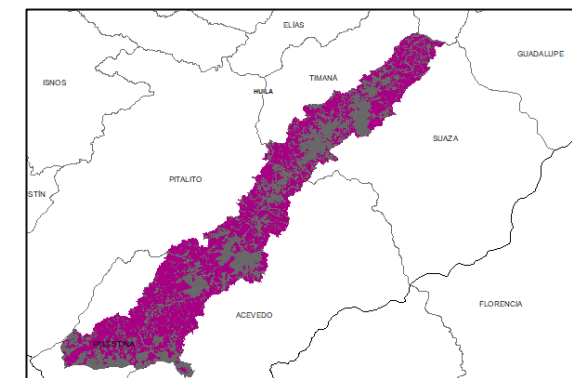 ELÍAS
GUADALUPE
TIMANÁ
ISNOS
HUILA
SUAZA
PITALITO
STÍN
FLORENCIA
ACEVEDO
PALESTINA